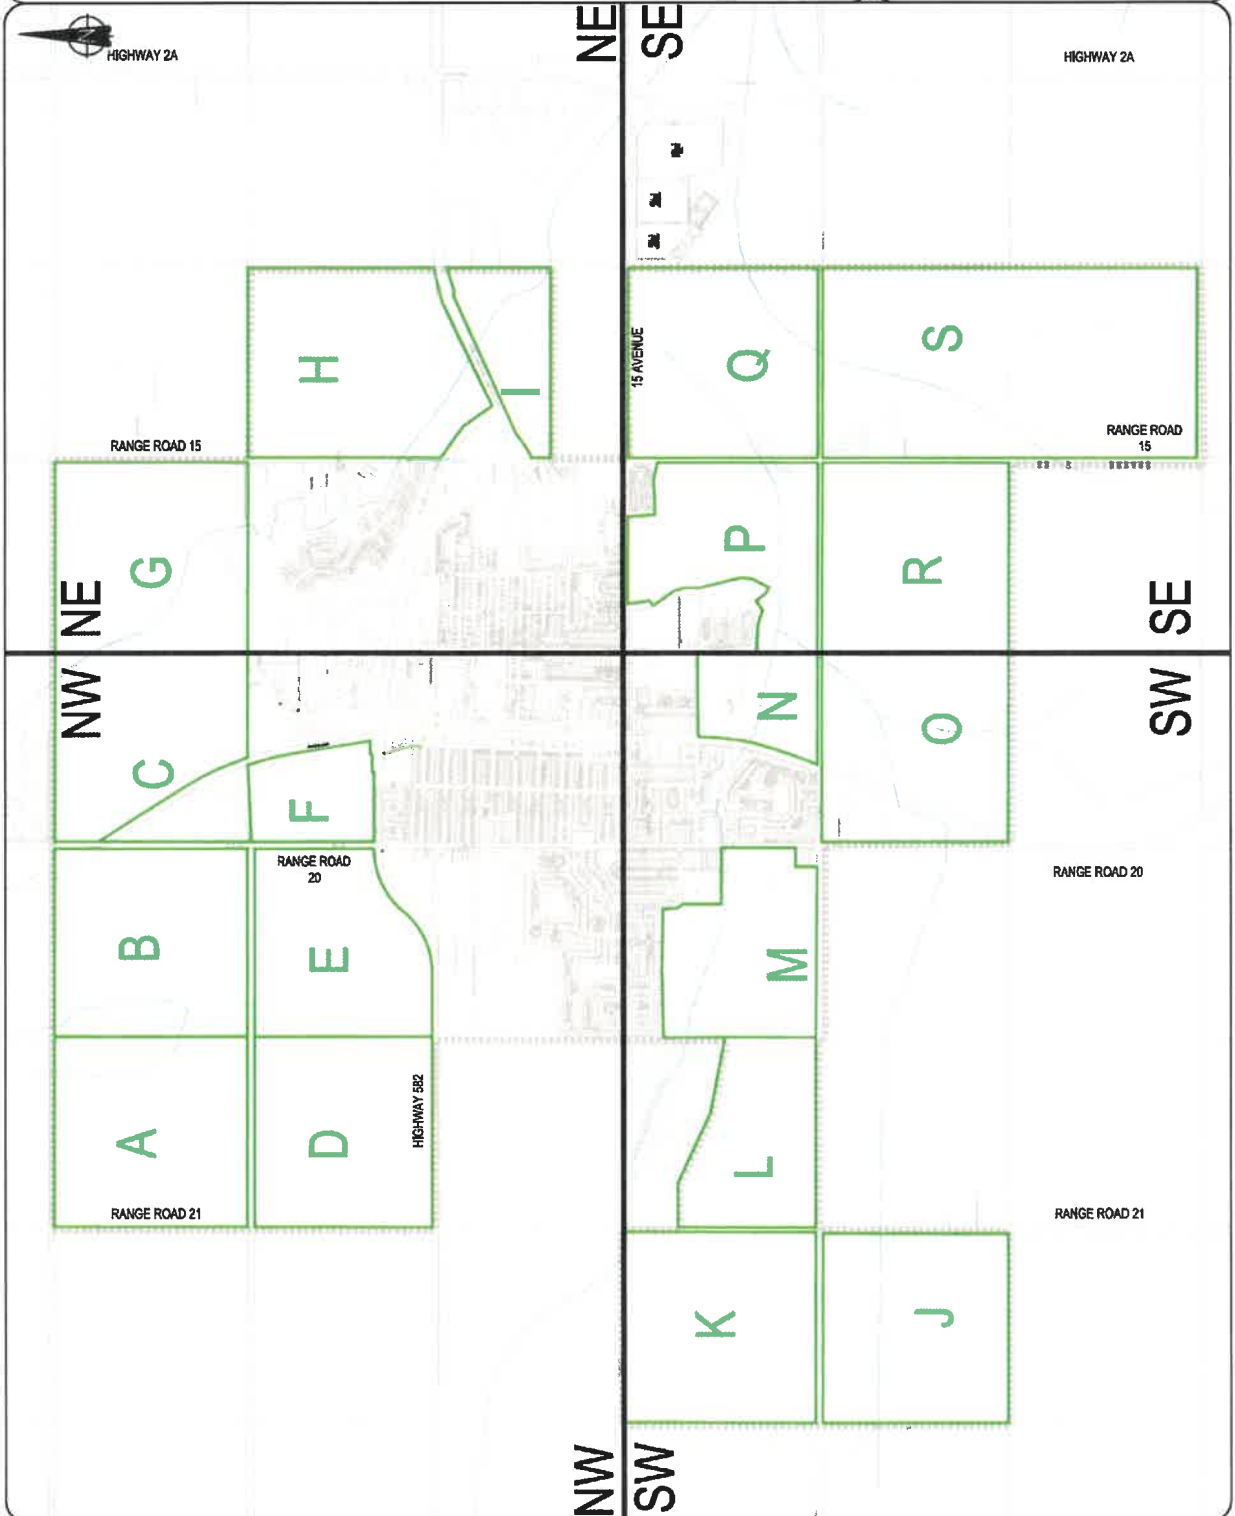 NE
SE
HIGHWAY 2A
HIGHWAY 2A
H
I
15 AVENUE
Q
S
RANGE ROAD 15
RANGE ROAD
15
G
P
R
NE
SE
NW
SW
C
F
N
O
RANGE ROAD
20
RANGE ROAD 20
B
E
M
A
D
HIGHWAY 582
L
RANGE ROAD 21
RANGE ROAD 21
K
J
NW
SW